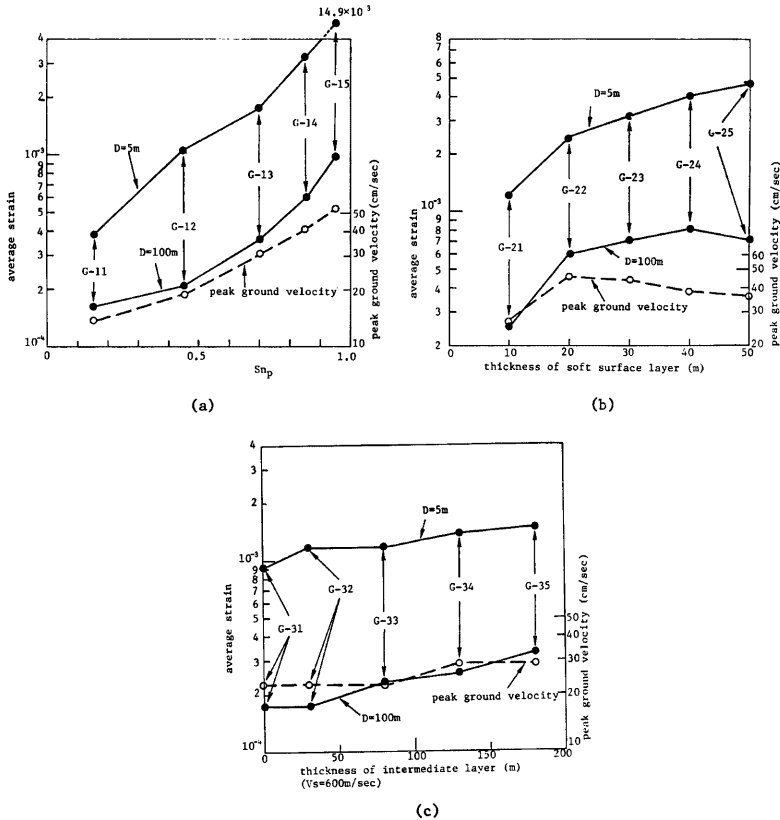 14.9×10⁻³
4
3
2
10⁻³
9
8
7
6
5
4
3
2
10⁻⁴
average strain
D=5m
D=100m
G-11
G-12
G-13
G-14
G-15
peak ground velocity
50
40
30
20
10
peak ground velocity (cm/sec)
0
0.5
1.0
Snp
(a)
8
7
6
5
4
3
2
10⁻³
9
8
7
6
5
4
3
2
average strain
D=5m
D=100m
G-21
G-22
G-23
G-24
G-25
peak ground velocity
60
50
40
30
20
peak ground velocity (cm/sec)
0
10
20
30
40
50
thickness of soft surface layer (m)
(b)
4
3
2
10⁻³
9
8
7
6
5
4
3
2
10⁻⁴
average strain
D=5m
D=100m
G-31
G-32
G-33
G-34
G-35
peak ground velocity
50
40
30
20
10
peak ground velocity (cm/sec)
0
50
100
150
200
thickness of intermediate layer (m)
(Vs=600m/sec)
(c)